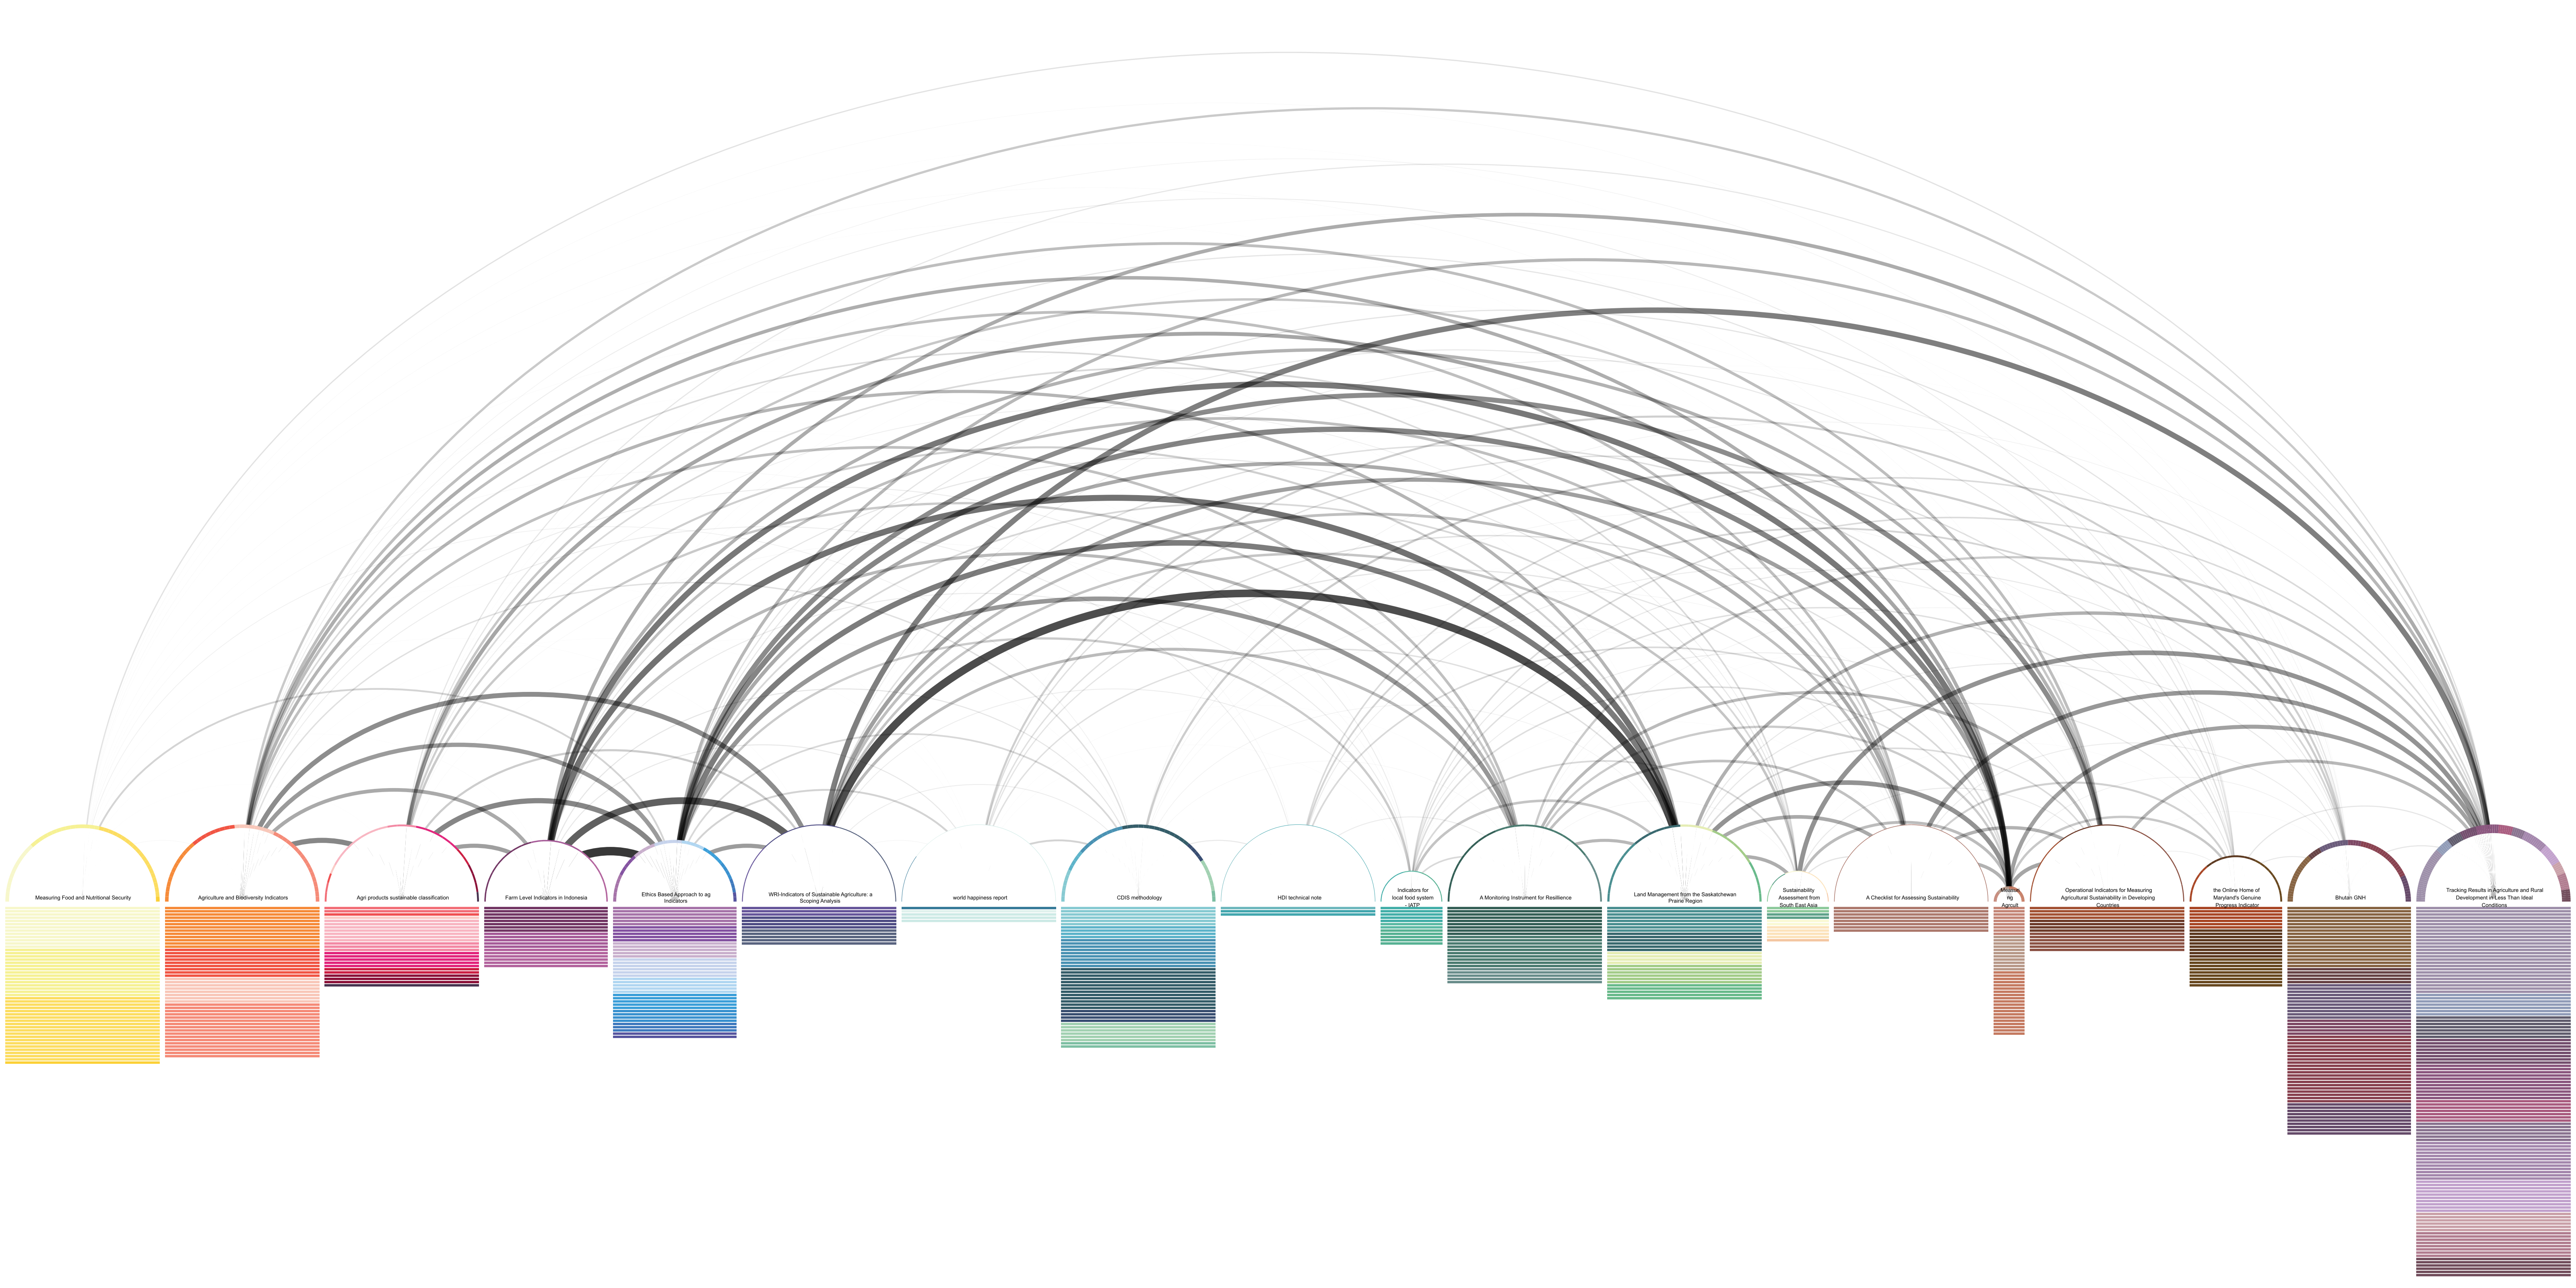 Measuring Food and Nutritional Security
Agriculture and Biodiversity Indicators
Agri products sustainable classification
Farm Level Indicators in Indonesia
Ethics Based Approach to ag
Indicators
WRI-Indicators of Sustainable Agriculture: a
Scoping Analysis
world happiness report
CDIS methodology
HDI technical note
Indicators for
local food system
- IATP
A Monitoring Instrument for Resillience
Land Management from the Saskatchewan
Prairie Region
Sustainability
Assessment from
South East Asia
A Checklist for Assessing Sustainability
ag
Operational Indicators for Measuring
Agricultural Sustainability in Developing
Countries
the Online Home of
Maryland's Genuine
Progress Indicator
Bhutan GNH
Tracking Results in Agriculture and Rural
Development in Less Than Ideal
Conditions